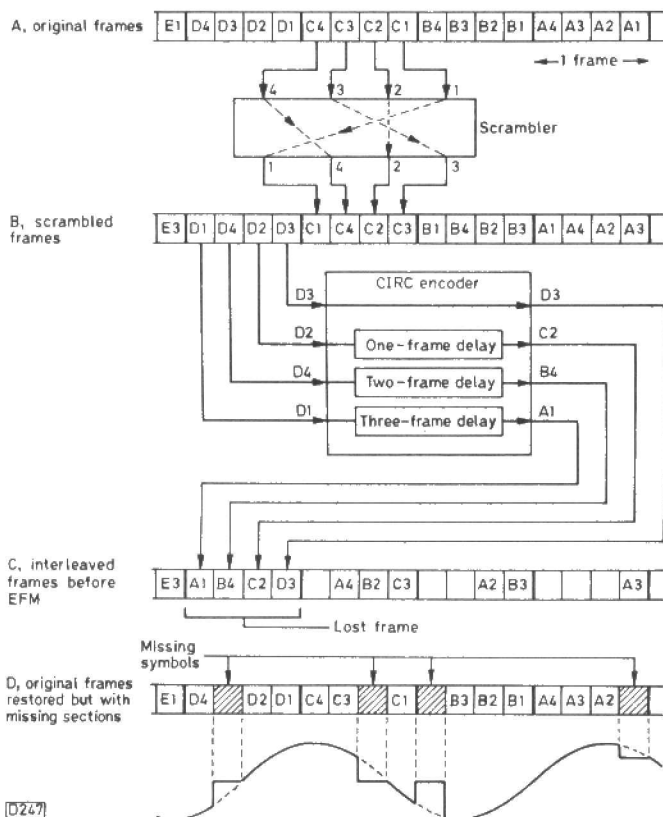 A, original frames
E1 D4 D3 D2 D1 C4 C3 C2 C1 B4 B3 B2 B1 A4 A3 A2 A1
1 frame
4 3 2 1
Scrambler
1 4 2 3
B, scrambled frames
E3 D1 D4 D2 D3 C1 C4 C2 C3 B1 B4 B2 B3 A1 A4 A2 A3
CIRC encoder
D3 D3
D2 One-frame delay C2
D4 Two-frame delay B4
D1 Three-frame delay A1
C, interleaved frames before EFM
E3 A1 B4 C2 D3 A4 B2 C3 A2 B3 A3
Lost frame
Missing symbols
D, original frames restored but with missing sections
E1 D4 D2 D1 C4 C3 C1 B3 B2 B1 A4 A3 A2
D247